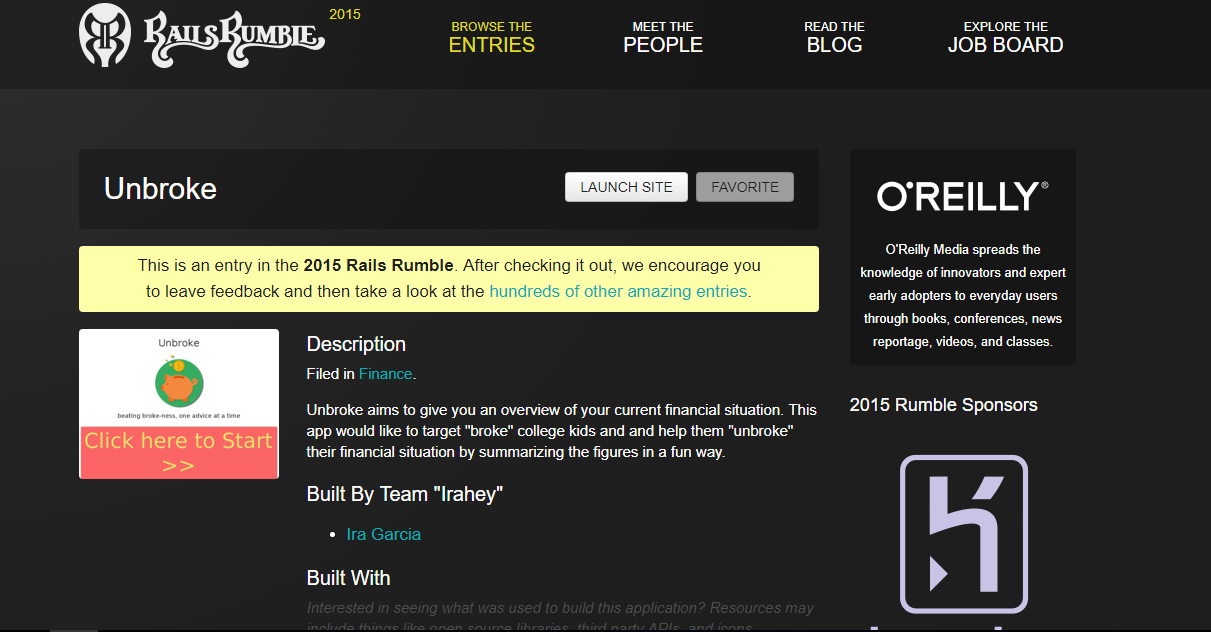 RAILSRUMBLE 2015
BROWSE THE
ENTRIES
MEET THE
PEOPLE
READ THE
BLOG
EXPLORE THE
JOB BOARD
Unbroke
LAUNCH SITE
FAVORITE
This is an entry in the 2015 Rails Rumble. After checking it out, we encourage you
to leave feedback and then take a look at the hundreds of other amazing entries.
Unbroke
beating broke-ness, one advice at a time
Click here to Start
>>
Description
Filed in Finance.
Unbroke aims to give you an overview of your current financial situation. This
app would like to target "broke" college kids and and help them "unbroke"
their financial situation by summarizing the figures in a fun way.
Built By Team "Irahey"
• Ira Garcia
Built With
Interested in seeing what was used to build this application? Resources may
include things like open source libraries, third party APIs, and icons.
O'REILLY®
O'Reilly Media spreads the
knowledge of innovators and expert
early adopters to everyday users
through books, conferences, news
reportage, videos, and classes.
2015 Rumble Sponsors